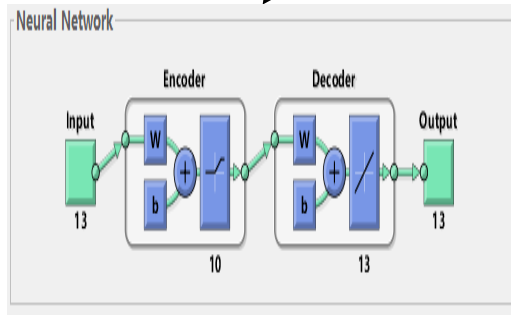 Neural Network
Encoder Decoder
Input Output
W W
+ +
b b
13 13
10 13